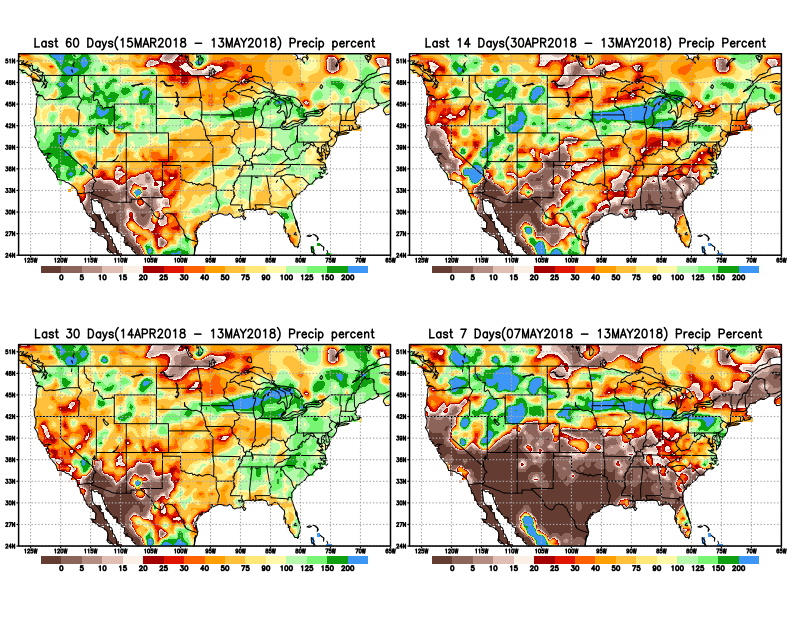 Last 60 Days(15MAR2018 – 13MAY2018) Precip percent
51N
48N
45N
42N
39N
36N
33N
30N
27N
24N
125W 120W 115W 110W 105W 100W 95W 90W 85W 80W 75W 70W 65W
0 5 10 15 20 25 30 40 50 75 90 100 125 150 200
Last 14 Days(30APR2018 – 13MAY2018) Precip percent
51N
48N
45N
42N
39N
36N
33N
30N
27N
24N
125W 120W 115W 110W 105W 100W 95W 90W 85W 80W 75W 70W 65W
0 5 10 15 20 25 30 40 50 75 90 100 125 150 200
Last 30 Days(14APR2018 – 13MAY2018) Precip percent
51N
48N
45N
42N
39N
36N
33N
30N
27N
24N
125W 120W 115W 110W 105W 100W 95W 90W 85W 80W 75W 70W 65W
0 5 10 15 20 25 30 40 50 75 90 100 125 150 200
Last 7 Days(07MAY2018 – 13MAY2018) Precip Percent
51N
48N
45N
42N
39N
36N
33N
30N
27N
24N
125W 120W 115W 110W 105W 100W 95W 90W 85W 80W 75W 70W 65W
0 5 10 15 20 25 30 40 50 75 90 100 125 150 200